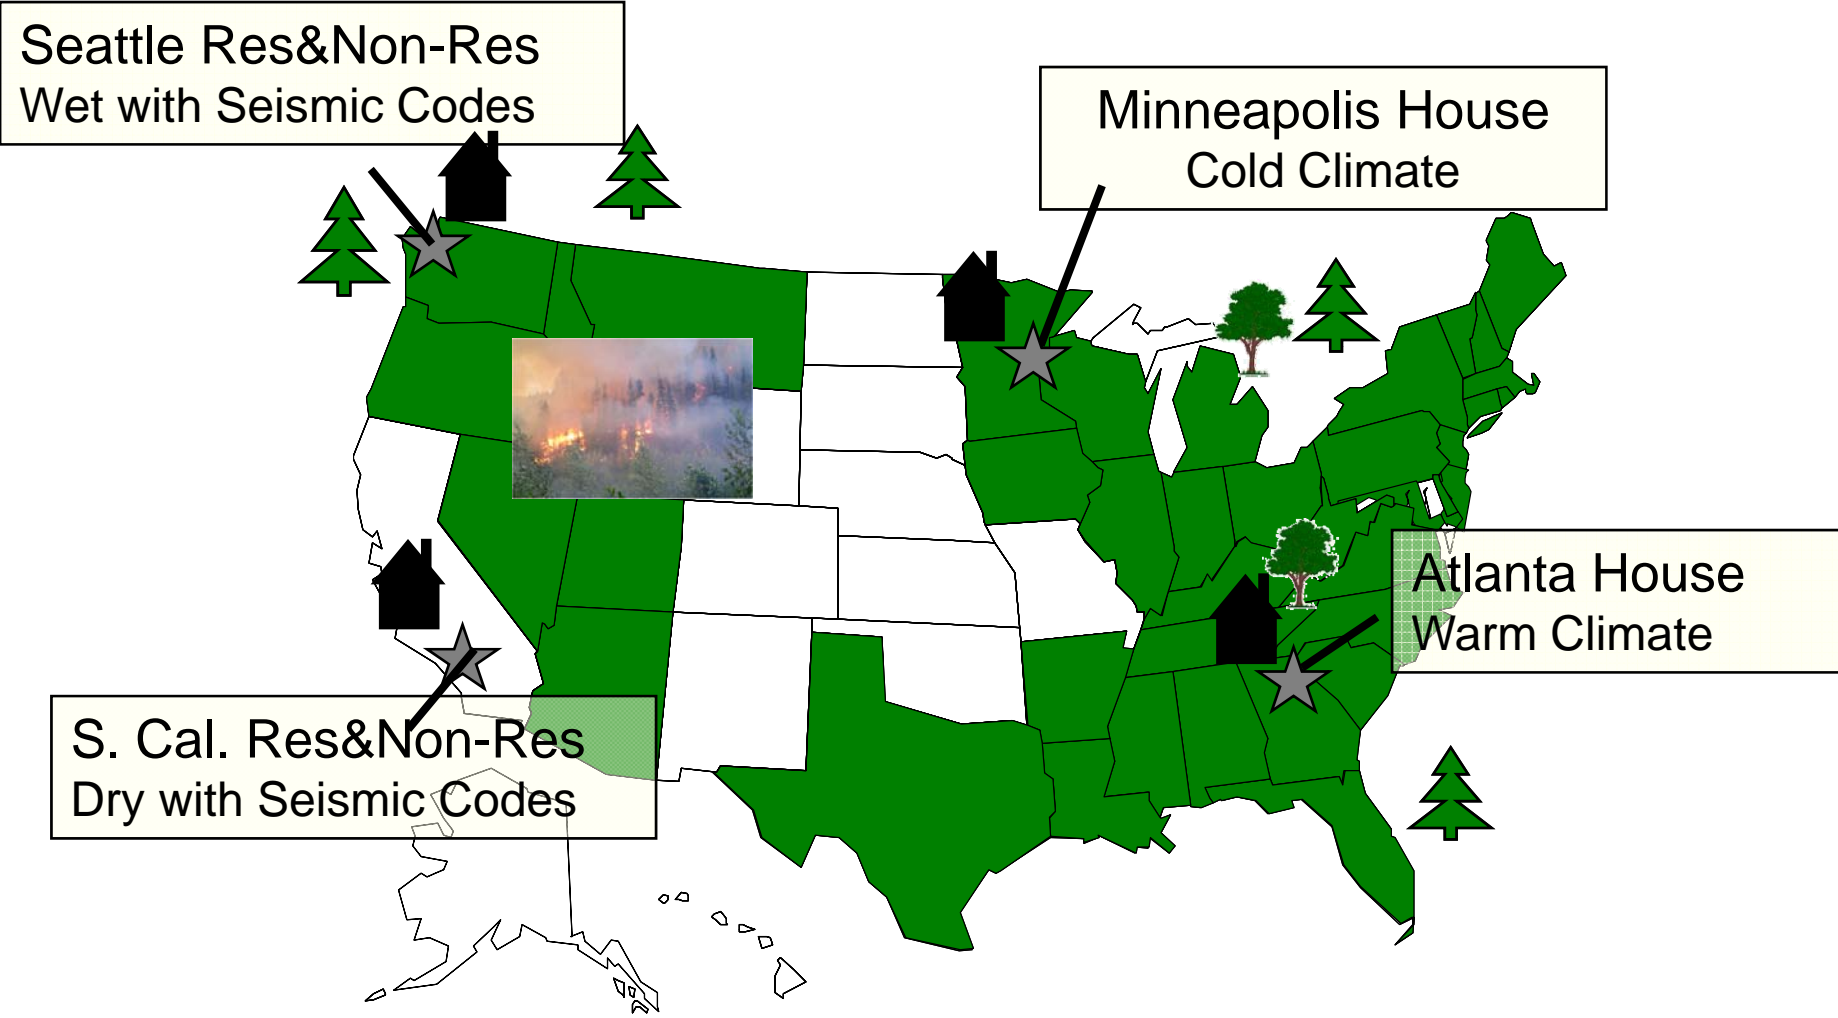 Seattle Res&Non-Res
Wet with Seismic Codes
Minneapolis House
Cold Climate
Atlanta House
Warm Climate
S. Cal. Res&Non-Res
Dry with Seismic Codes